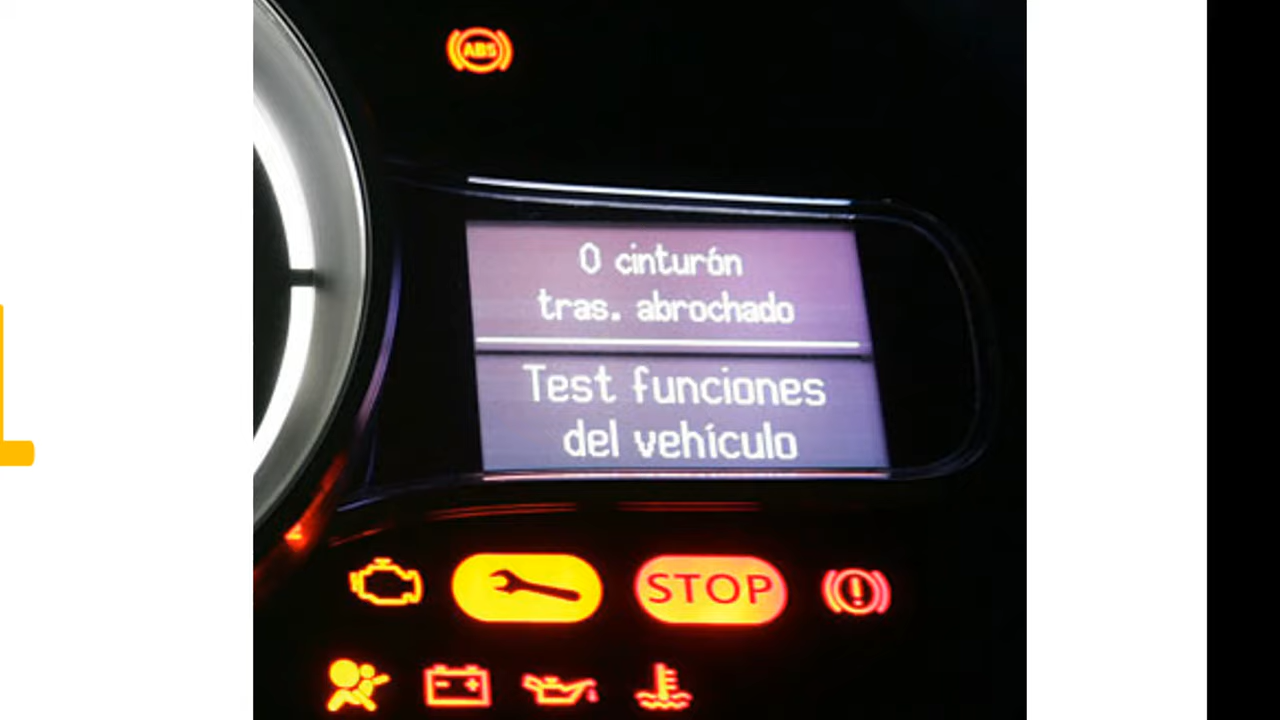 ABS
0 cinturón
tras. abrochado
Test funciones
del vehículo
STOP